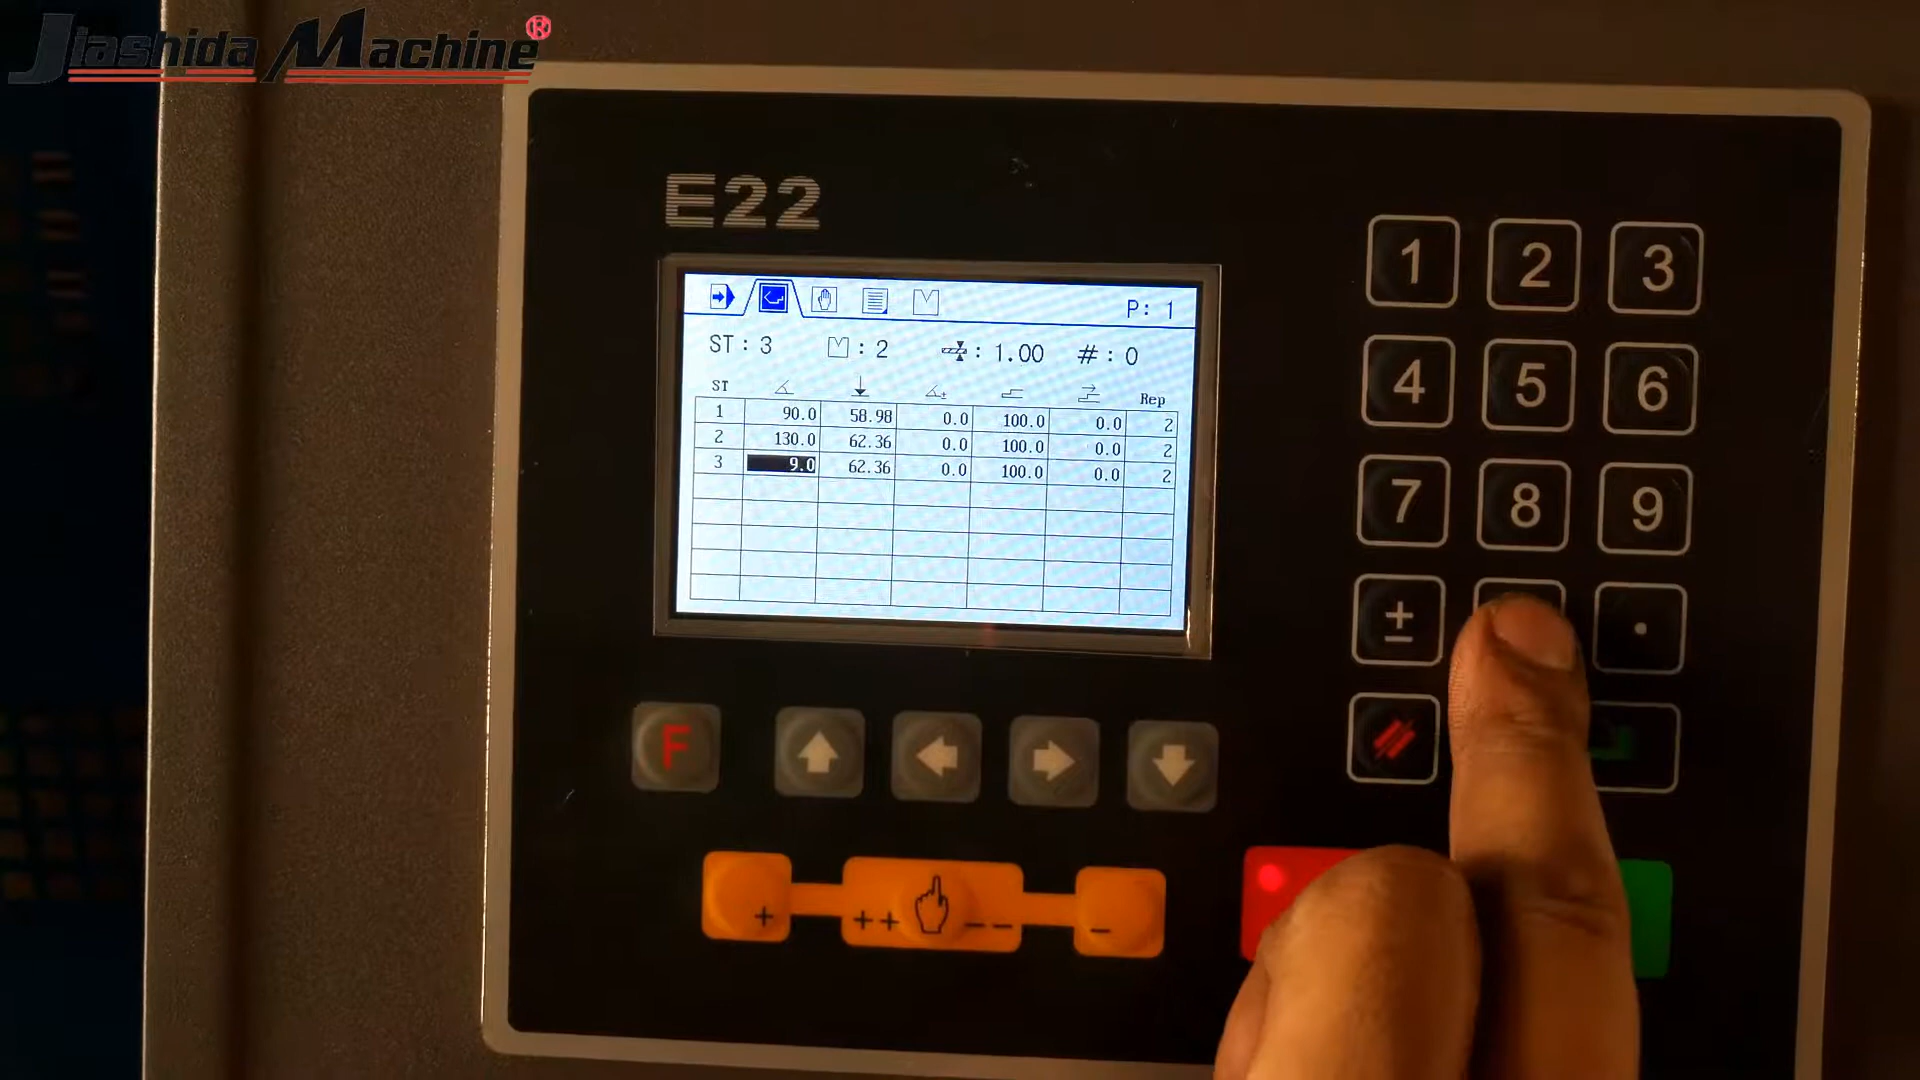 Jiashida Machine®
E22
P: 1
ST: 3 : 2 : 1.00 #: 0
ST Rep
1 90.0 58.98 0.0 100.0 0.0 2
2 130.0 62.36 0.0 100.0 0.0 2
3 9.0 62.36 0.0 100.0 0.0 2
1 2 3
4 5 6
7 8 9
± .
F
+ ++ -- -